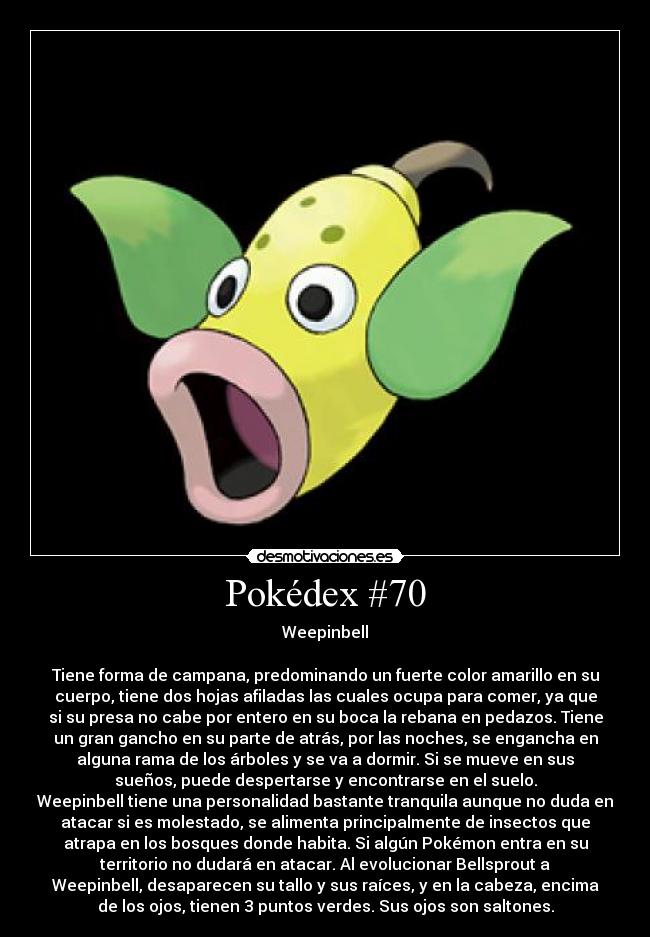 desmotivaciones.es
Pokédex #70
Weepinbell
Tiene forma de campana, predominando un fuerte color amarillo en su
cuerpo, tiene dos hojas afiladas las cuales ocupa para comer, ya que
si su presa no cabe por entero en su boca la rebana en pedazos. Tiene
un gran gancho en su parte de atrás, por las noches, se engancha en
alguna rama de los árboles y se va a dormir. Si se mueve en sus
sueños, puede despertarse y encontrarse en el suelo.
Weepinbell tiene una personalidad bastante tranquila aunque no duda en
atacar si es molestado, se alimenta principalmente de insectos que
atrapa en los bosques donde habita. Si algún Pokémon entra en su
territorio no dudará en atacar. Al evolucionar Bellsprout a
Weepinbell, desaparecen su tallo y sus raíces, y en la cabeza, encima
de los ojos, tienen 3 puntos verdes. Sus ojos son saltones.